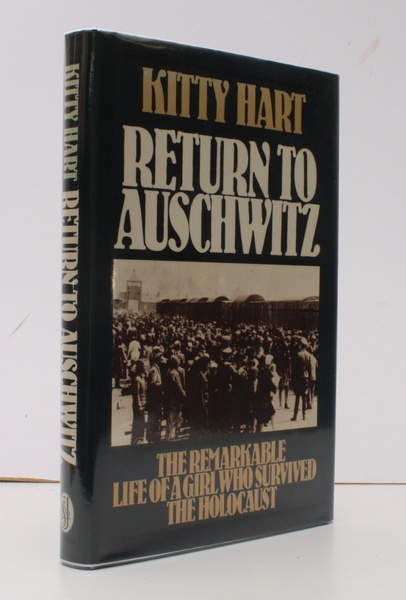 KITTY HART
RETURN TO
AUSCHWITZ
THE REMARKABLE
LIFE OF A GIRL WHO SURVIVED
THE HOLOCAUST
KITTY HART RETURN TO AUSCHWITZ